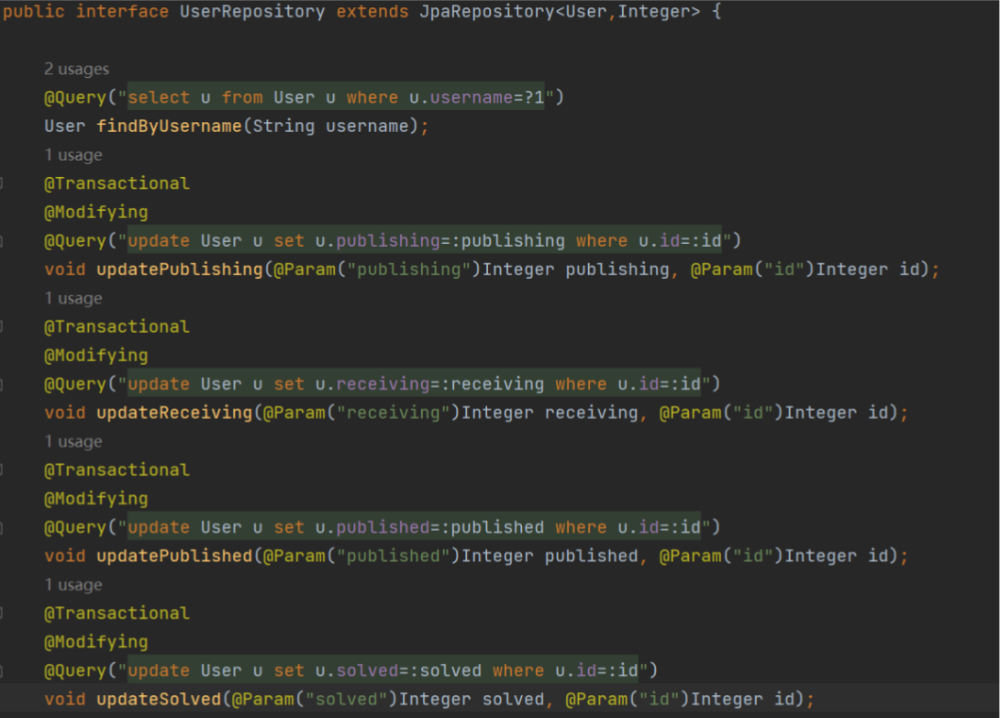 public interface UserRepository extends JpaRepository<User,Integer> {
2 usages
@Query("select u from User u where u.username=?1")
User findByUsername(String username);
1 usage
@Transactional
@Modifying
@Query("update User u set u.publishing=:publishing where u.id=:id")
void updatePublishing(@Param("publishing")Integer publishing, @Param("id")Integer id);
1 usage
@Transactional
@Modifying
@Query("update User u set u.receiving=:receiving where u.id=:id")
void updateReceiving(@Param("receiving")Integer receiving, @Param("id")Integer id);
1 usage
@Transactional
@Modifying
@Query("update User u set u.published=:published where u.id=:id")
void updatePublished(@Param("published")Integer published, @Param("id")Integer id);
1 usage
@Transactional
@Modifying
@Query("update User u set u.solved=:solved where u.id=:id")
void updateSolved(@Param("solved")Integer solved, @Param("id")Integer id);